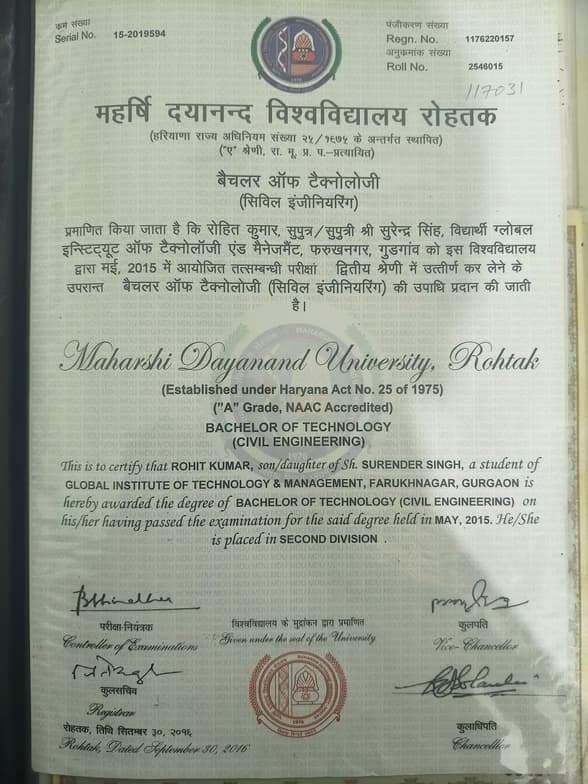 क्रम संख्या
Serial No. 15-2019594
पंजीकरण संख्या
Regn. No. 1176220157
अनुक्रमांक संख्या
Roll No. 2546015
117031
महर्षि दयानन्द विश्वविद्यालय रोहतक
(हरियाणा राज्य अधिनियम संख्या २५/१९७५ के अन्तर्गत स्थापित)
("ए" श्रेणी, रा. मू. प्र. प.-प्रत्यायित)
बैचलर ऑफ टैक्नोलोजी
(सिविल इंजीनियरिंग)
प्रमाणित किया जाता है कि रोहित कुमार, सुपुत्र/सुपुत्री श्री सुरेन्द्र सिंह, विद्यार्थी ग्लोबल
इन्स्टिट्यूट ऑफ टैक्नोलॉजी एंड मैनेजमैंट, फरुखनगर, गुडगांव को इस विश्वविद्यालय
द्वारा मई, 2015 में आयोजित तत्सम्बन्धी परीक्षा द्वितीय श्रेणी में उत्तीर्ण कर लेने के
उपरान्त बैचलर ऑफ टैक्नोलोजी (सिविल इंजीनियरिंग) की उपाधि प्रदान की जाती
है।
Maharshi Dayanand University, Rohtak
(Established under Haryana Act No. 25 of 1975)
("A" Grade, NAAC Accredited)
BACHELOR OF TECHNOLOGY
(CIVIL ENGINEERING)
This is to certify that ROHIT KUMAR, son/daughter of Sh. SURENDER SINGH, a student of
GLOBAL INSTITUTE OF TECHNOLOGY & MANAGEMENT, FARUKHNAGAR, GURGAON is
hereby awarded the degree of BACHELOR OF TECHNOLOGY (CIVIL ENGINEERING) on
his/her having passed the examination for the said degree held in MAY, 2015. He/She
is placed in SECOND DIVISION .
परीक्षा-नियंत्रक
Controller of Examinations
विश्वविद्यालय के मुद्रांकन द्वारा प्रमाणित
Given under the seal of the University
कुलपति
Vice-Chancellor
कुलसचिव
Registrar
रोहतक, तिथि सितम्बर ३०, २०१६
Rohtak, Dated September 30, 2016
कुलाधिपति
Chancellor